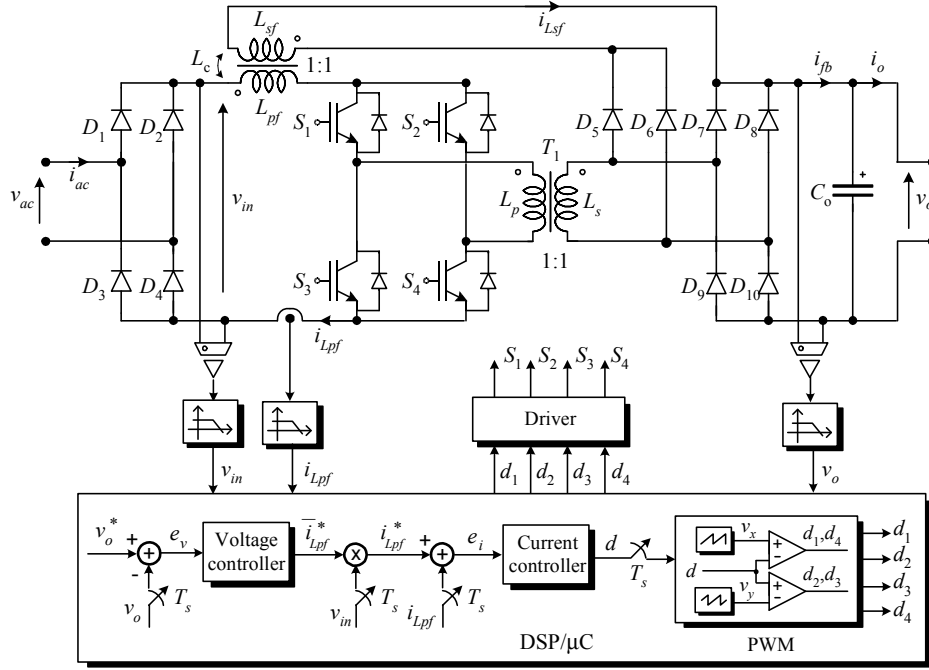 L_sf
i_Lsf
L_c
1:1
L_pf
i_fb
i_o
D_1
D_2
S_1
S_2
D_5
D_6
D_7
D_8
T_1
i_ac
v_ac
v_in
L_p
L_s
C_o
+
v_o
1:1
D_3
D_4
S_3
S_4
D_9
D_10
i_Lpf
S_1 S_2 S_3 S_4
Driver
v_in
i_Lpf
d_1 d_2 d_3 d_4
v_o
v_o*
+
+
-
e_v
Voltage controller
i̅_Lpf*
x
i_Lpf*
+
+
-
e_i
Current controller
d
T_s
v_x
+
-
d_1,d_4
d
v_y
+
-
d_2,d_3
d_1
d_2
d_3
d_4
v_o
T_s
v_in
T_s
i_Lpf
T_s
DSP/µC
PWM